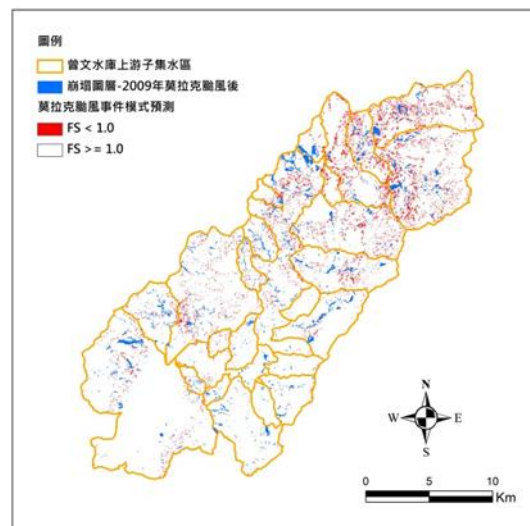 圖例
曾文水庫上游子集水區
崩塌圖層-2009年莫拉克颱風後
莫拉克颱風事件模式預測
FS < 1.0
FS >= 1.0
N
W
E
S
0
5
10
Km